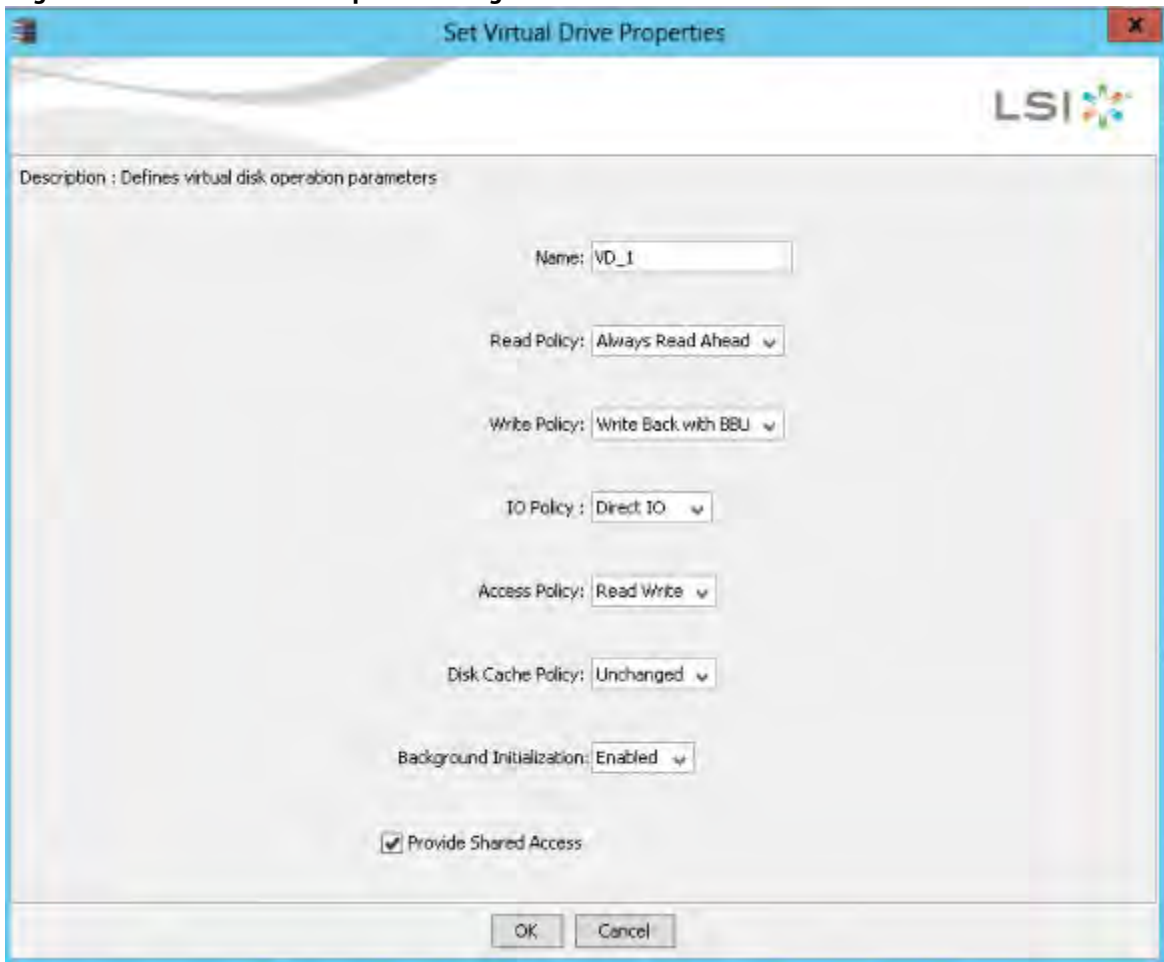 Set Virtual Drive Properties
LSI
Description : Defines virtual disk operation parameters
Name: VD_1
Read Policy: Always Read Ahead
Write Policy: Write Back with BBU
IO Policy : Direct IO
Access Policy: Read Write
Disk Cache Policy: Unchanged
Background Initialization: Enabled
Provide Shared Access
OK Cancel